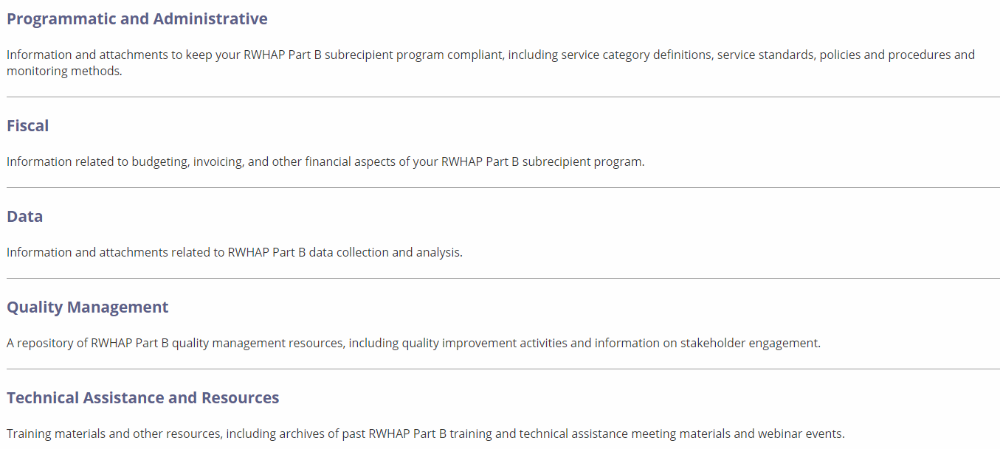 Programmatic and Administrative
Information and attachments to keep your RWHAP Part B subrecipient program compliant, including service category definitions, service standards, policies and procedures and
monitoring methods.
Fiscal
Information related to budgeting, invoicing, and other financial aspects of your RWHAP Part B subrecipient program.
Data
Information and attachments related to RWHAP Part B data collection and analysis.
Quality Management
A repository of RWHAP Part B quality management resources, including quality improvement activities and information on stakeholder engagement.
Technical Assistance and Resources
Training materials and other resources, including archives of past RWHAP Part B training and technical assistance meeting materials and webinar events.